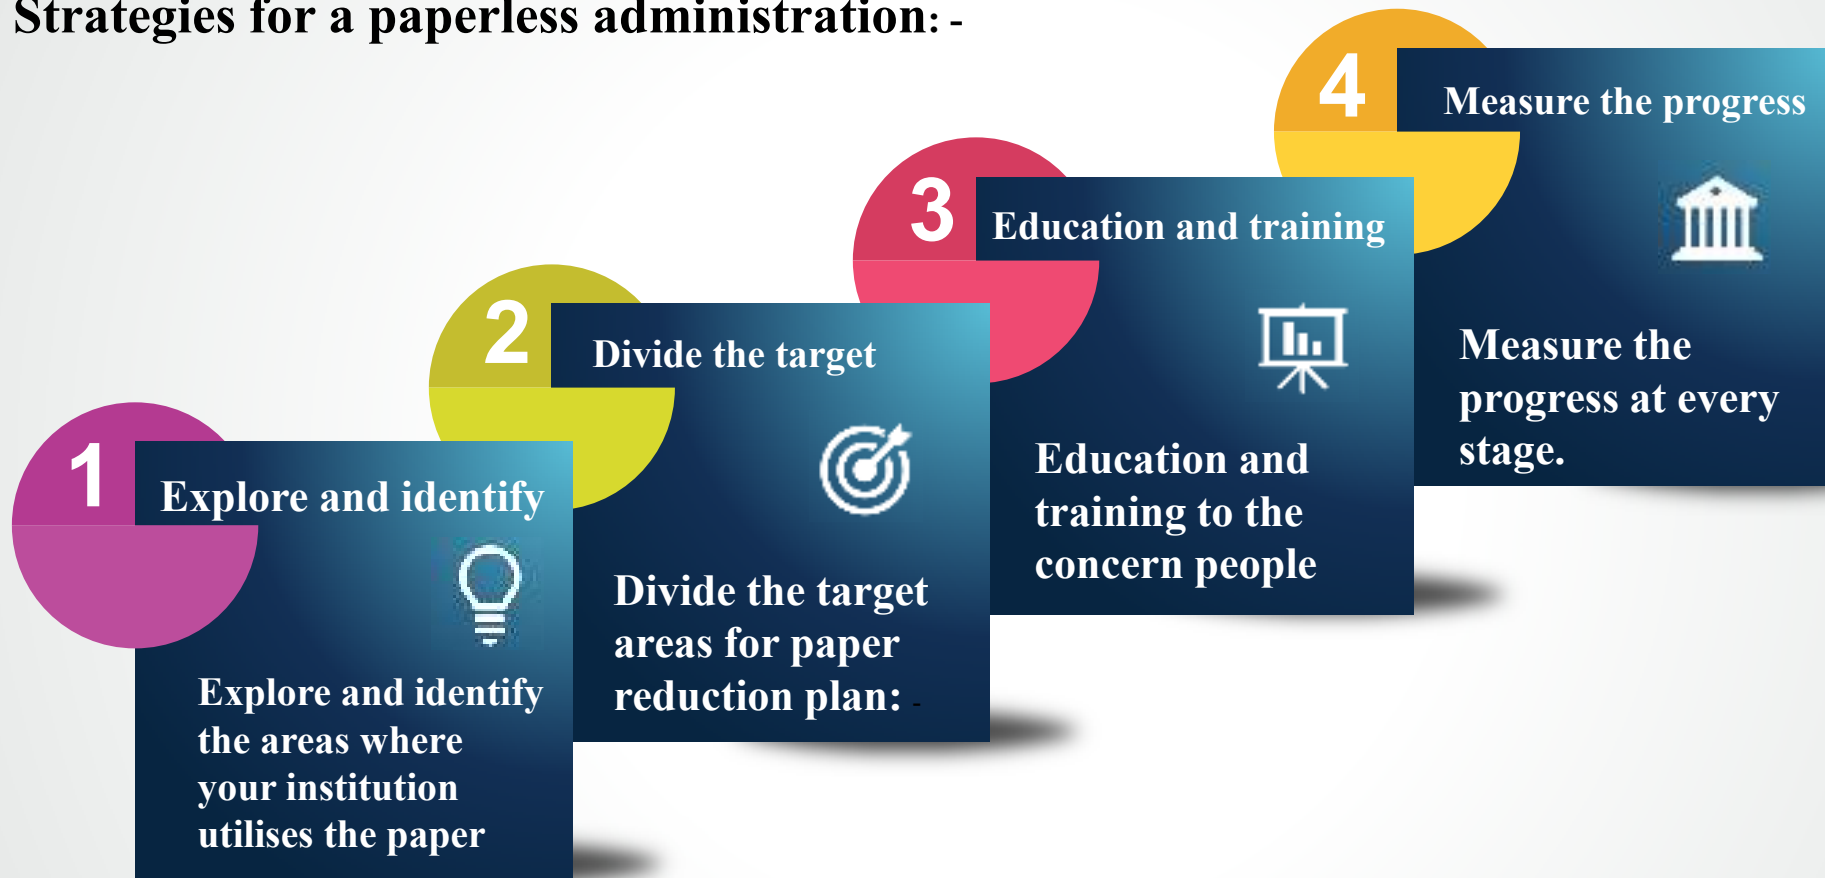 Strategies for a paperless administration: -
1
Explore and identify
Explore and identify
the areas where
your institution
utilises the paper
2
Divide the target
Divide the target
areas for paper
reduction plan: -
3
Education and training
Education and
training to the
concern people
4
Measure the progress
Measure the
progress at every
stage.